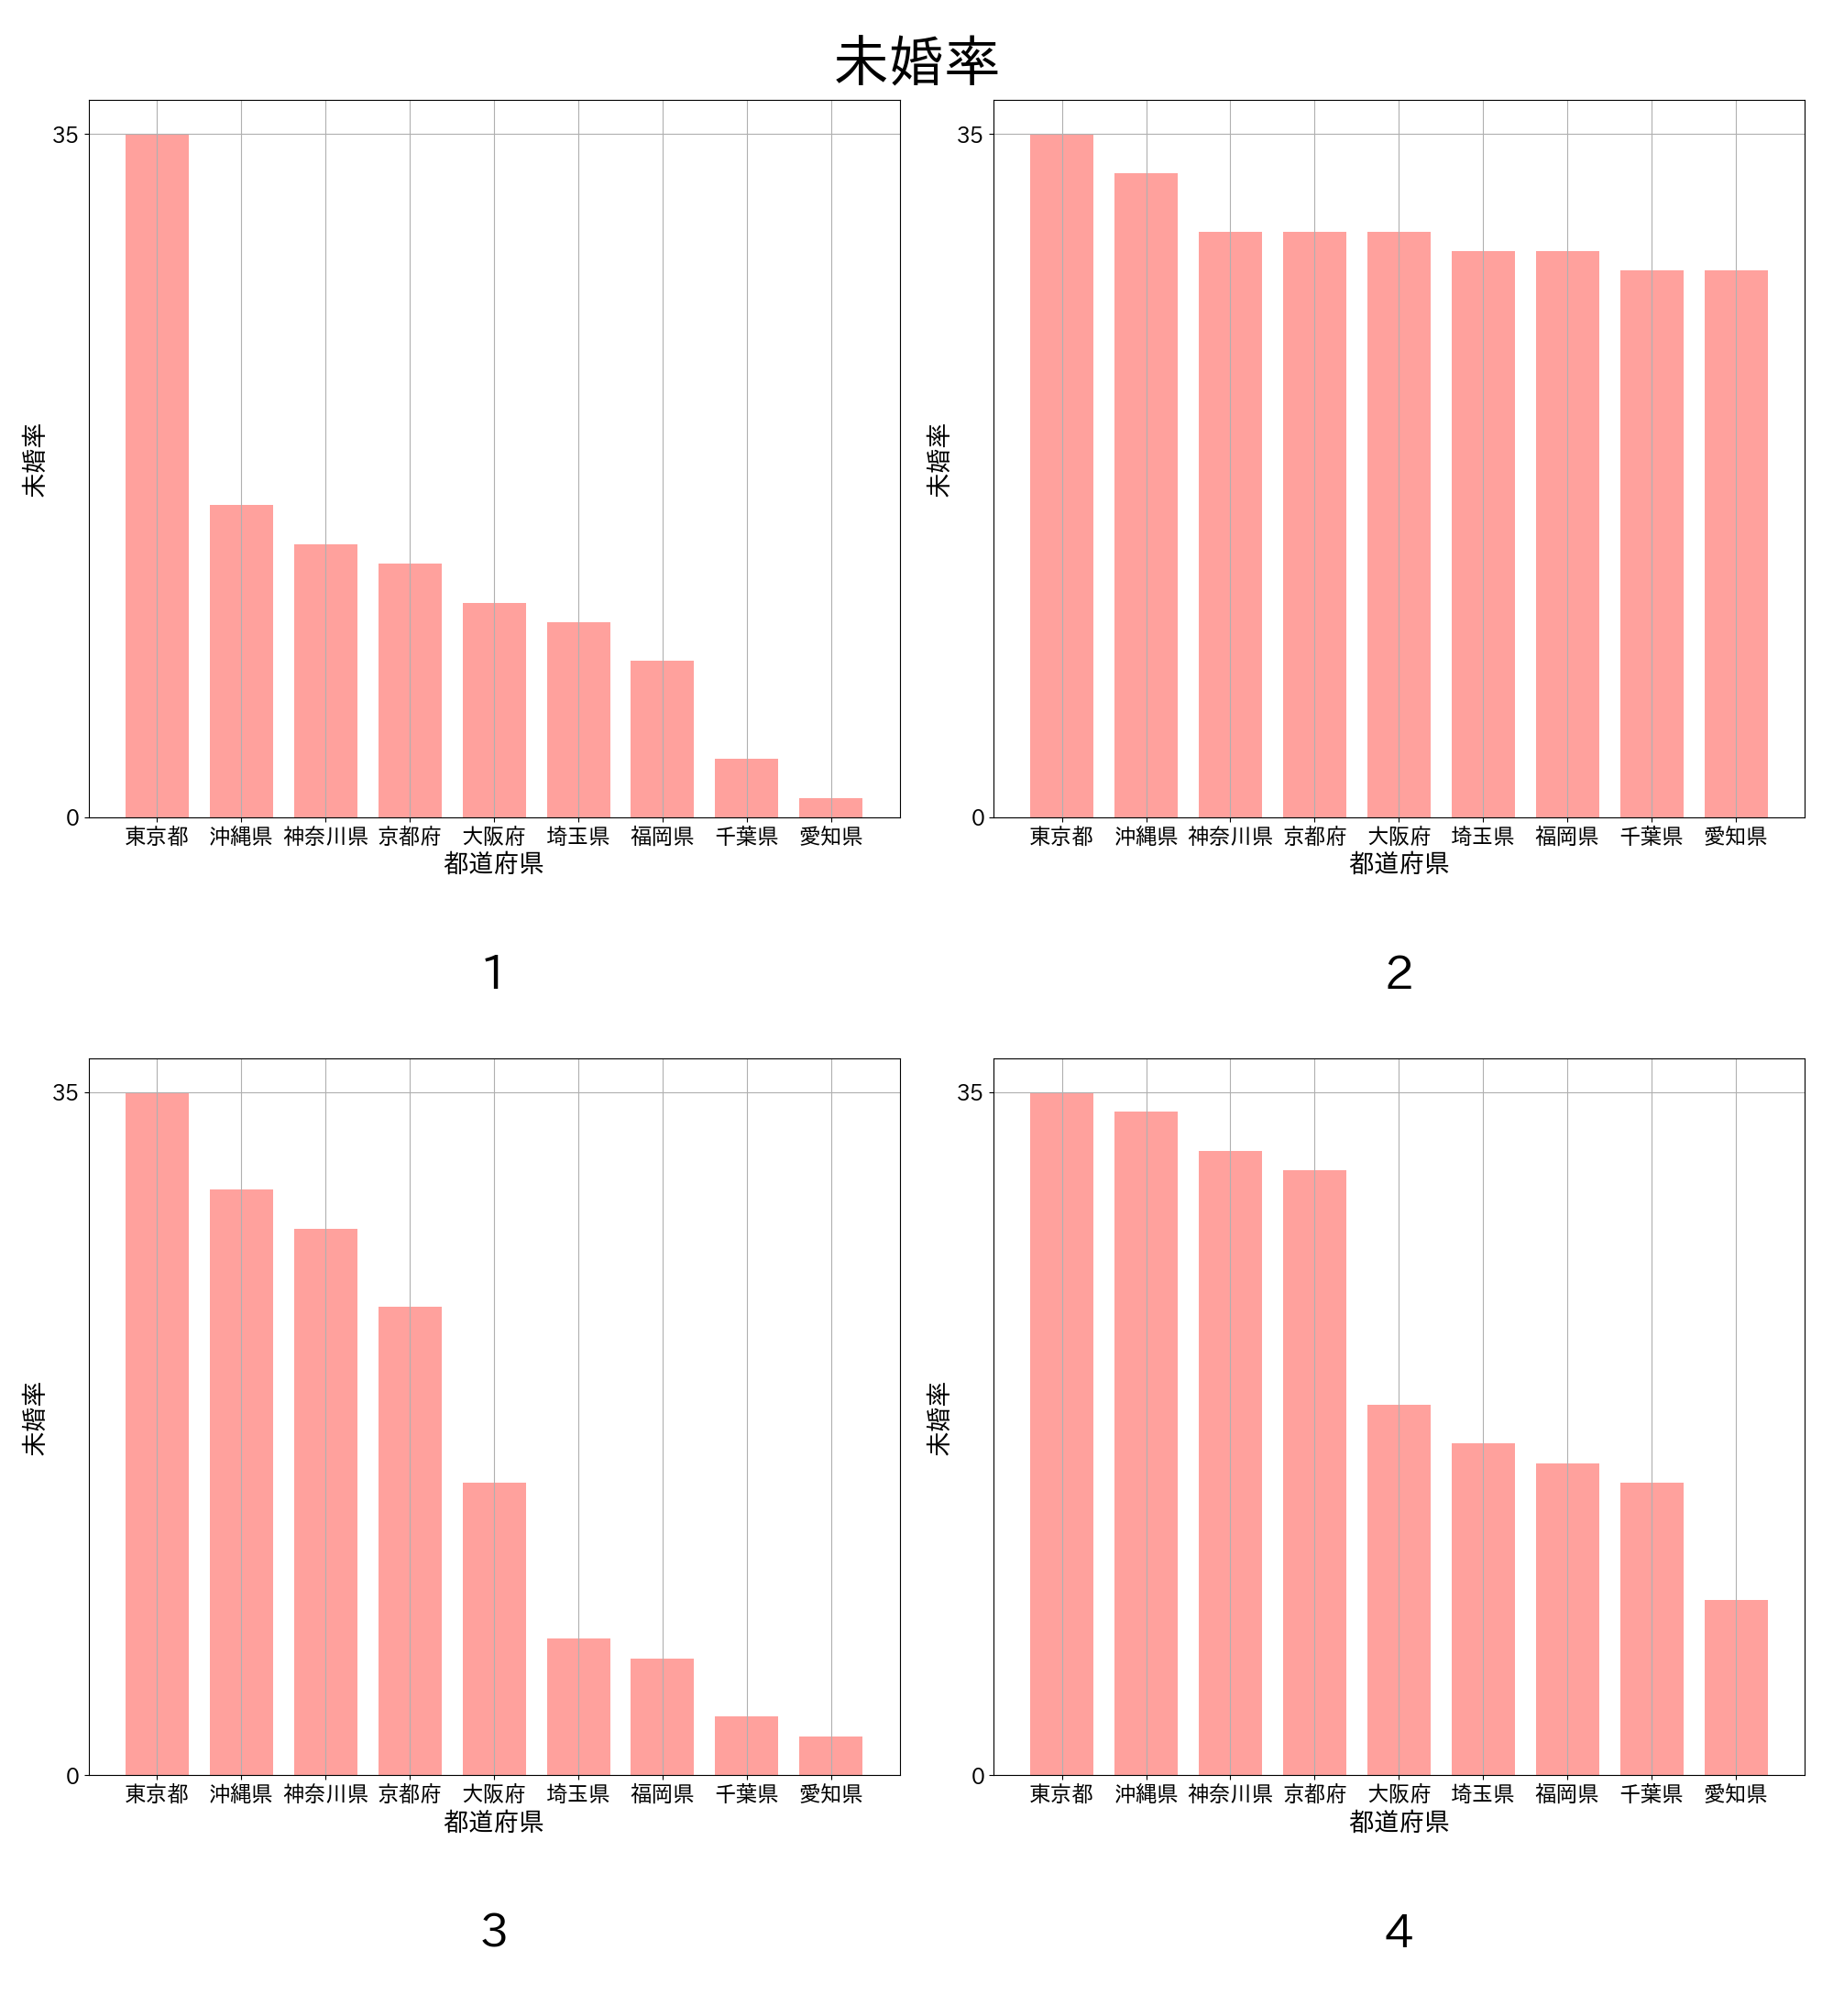 未婚率
35
0
未婚率
東京都 沖縄県 神奈川県 京都府 大阪府 埼玉県 福岡県 千葉県 愛知県
都道府県
1
35
0
未婚率
東京都 沖縄県 神奈川県 京都府 大阪府 埼玉県 福岡県 千葉県 愛知県
都道府県
2
35
0
未婚率
東京都 沖縄県 神奈川県 京都府 大阪府 埼玉県 福岡県 千葉県 愛知県
都道府県
3
35
0
未婚率
東京都 沖縄県 神奈川県 京都府 大阪府 埼玉県 福岡県 千葉県 愛知県
都道府県
4